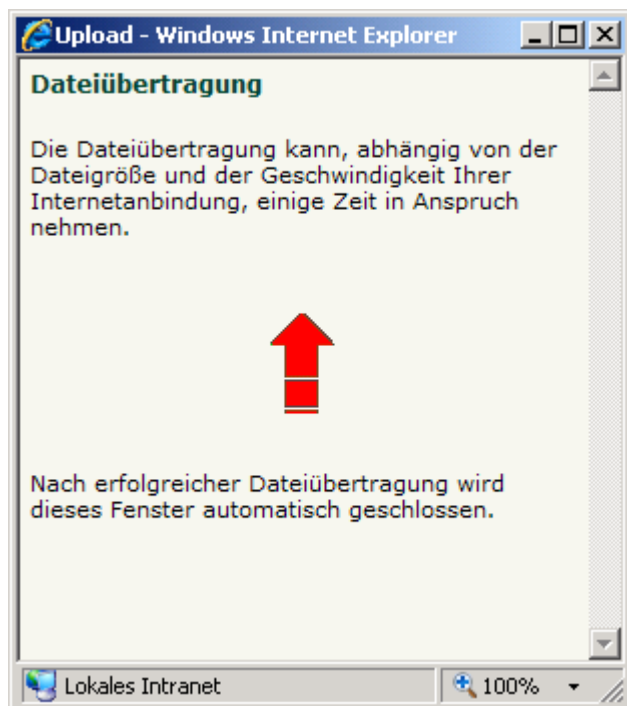 Upload - Windows Internet Explorer
Dateiübertragung
Die Dateiübertragung kann, abhängig von der
Dateigröße und der Geschwindigkeit Ihrer
Internetanbindung, einige Zeit in Anspruch
nehmen.
Nach erfolgreicher Dateiübertragung wird
dieses Fenster automatisch geschlossen.
Lokales Intranet 100%